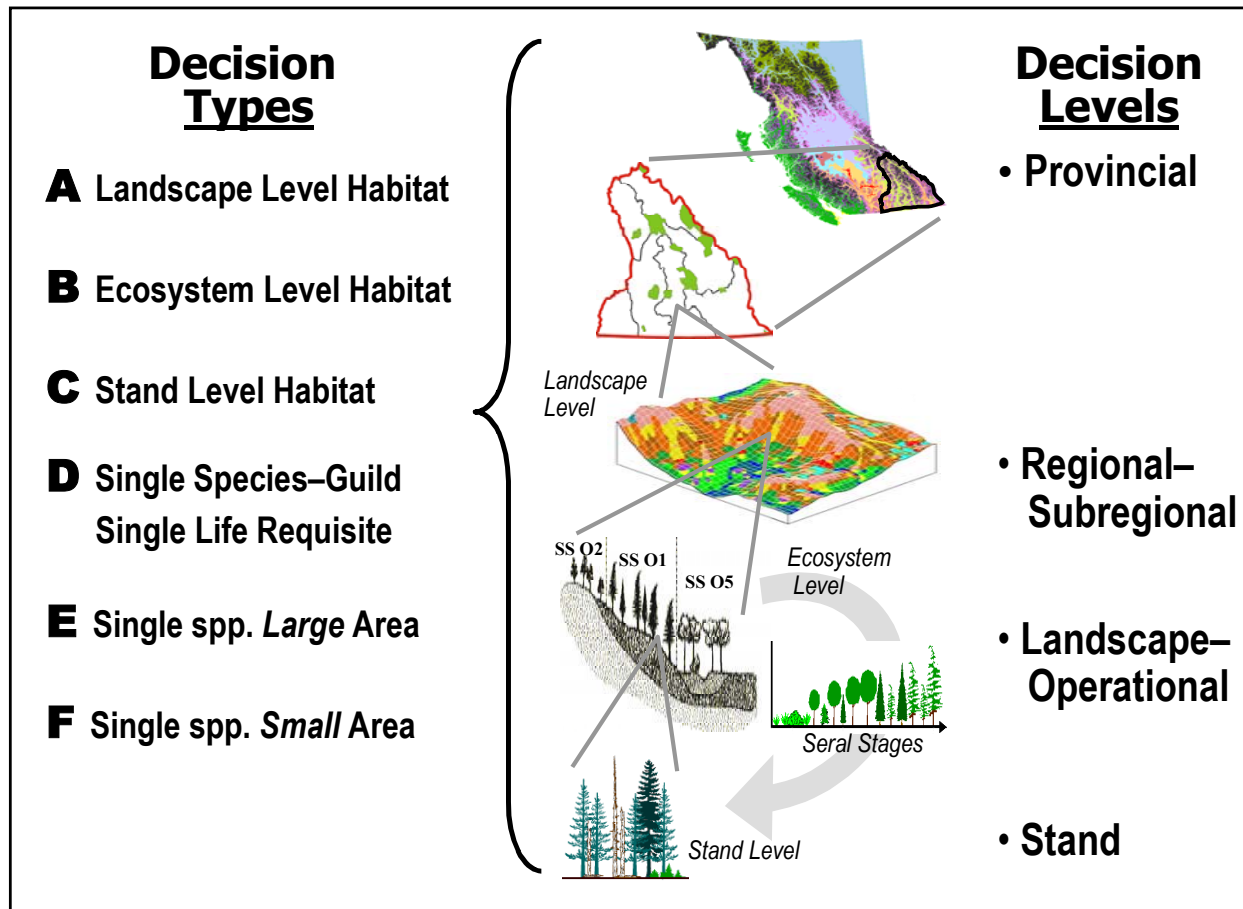 Decision
Types
A Landscape Level Habitat
B Ecosystem Level Habitat
C Stand Level Habitat
D Single Species–Guild
Single Life Requisite
E Single spp. Large Area
F Single spp. Small Area
Landscape
Level
SS O2
SS O1
SS O5
Ecosystem
Level
Seral Stages
Stand Level
Decision
Levels
• Provincial
• Regional–
Subregional
• Landscape–
Operational
• Stand